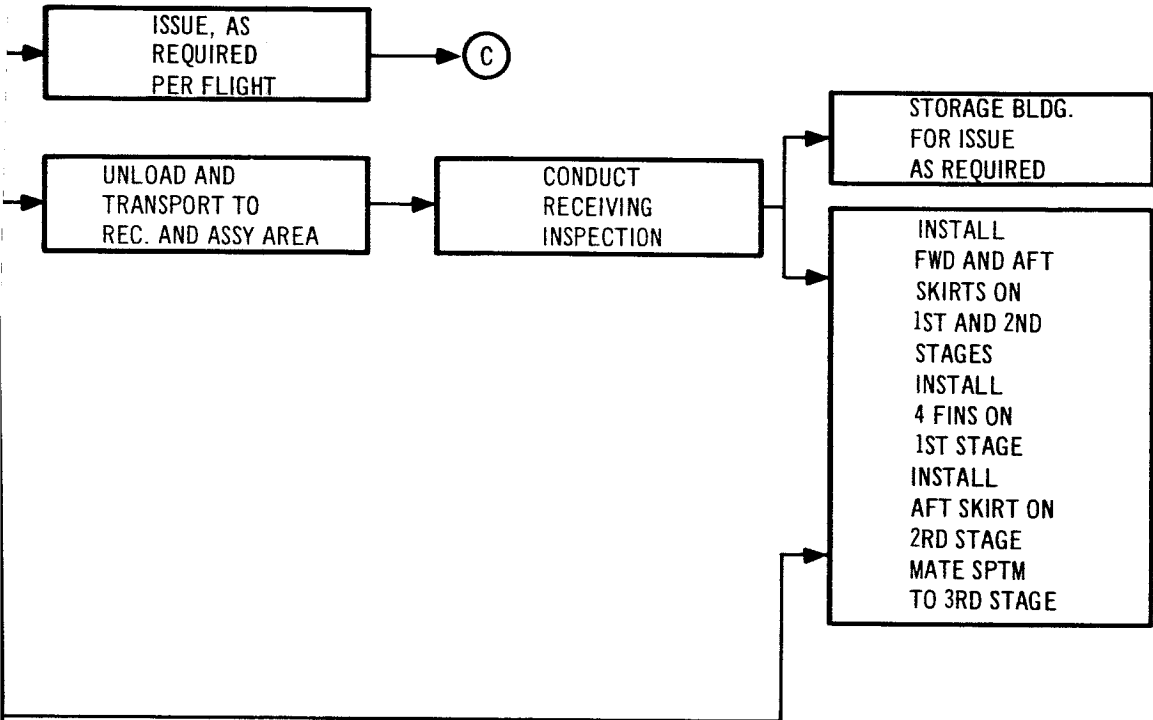 ISSUE, AS
REQUIRED
PER FLIGHT
C
UNLOAD AND
TRANSPORT TO
REC. AND ASSY AREA
CONDUCT
RECEIVING
INSPECTION
STORAGE BLDG.
FOR ISSUE
AS REQUIRED
INSTALL
FWD AND AFT
SKIRTS ON
1ST AND 2ND
STAGES
INSTALL
4 FINS ON
1ST STAGE
INSTALL
AFT SKIRT ON
2RD STAGE
MATE SPTM
TO 3RD STAGE